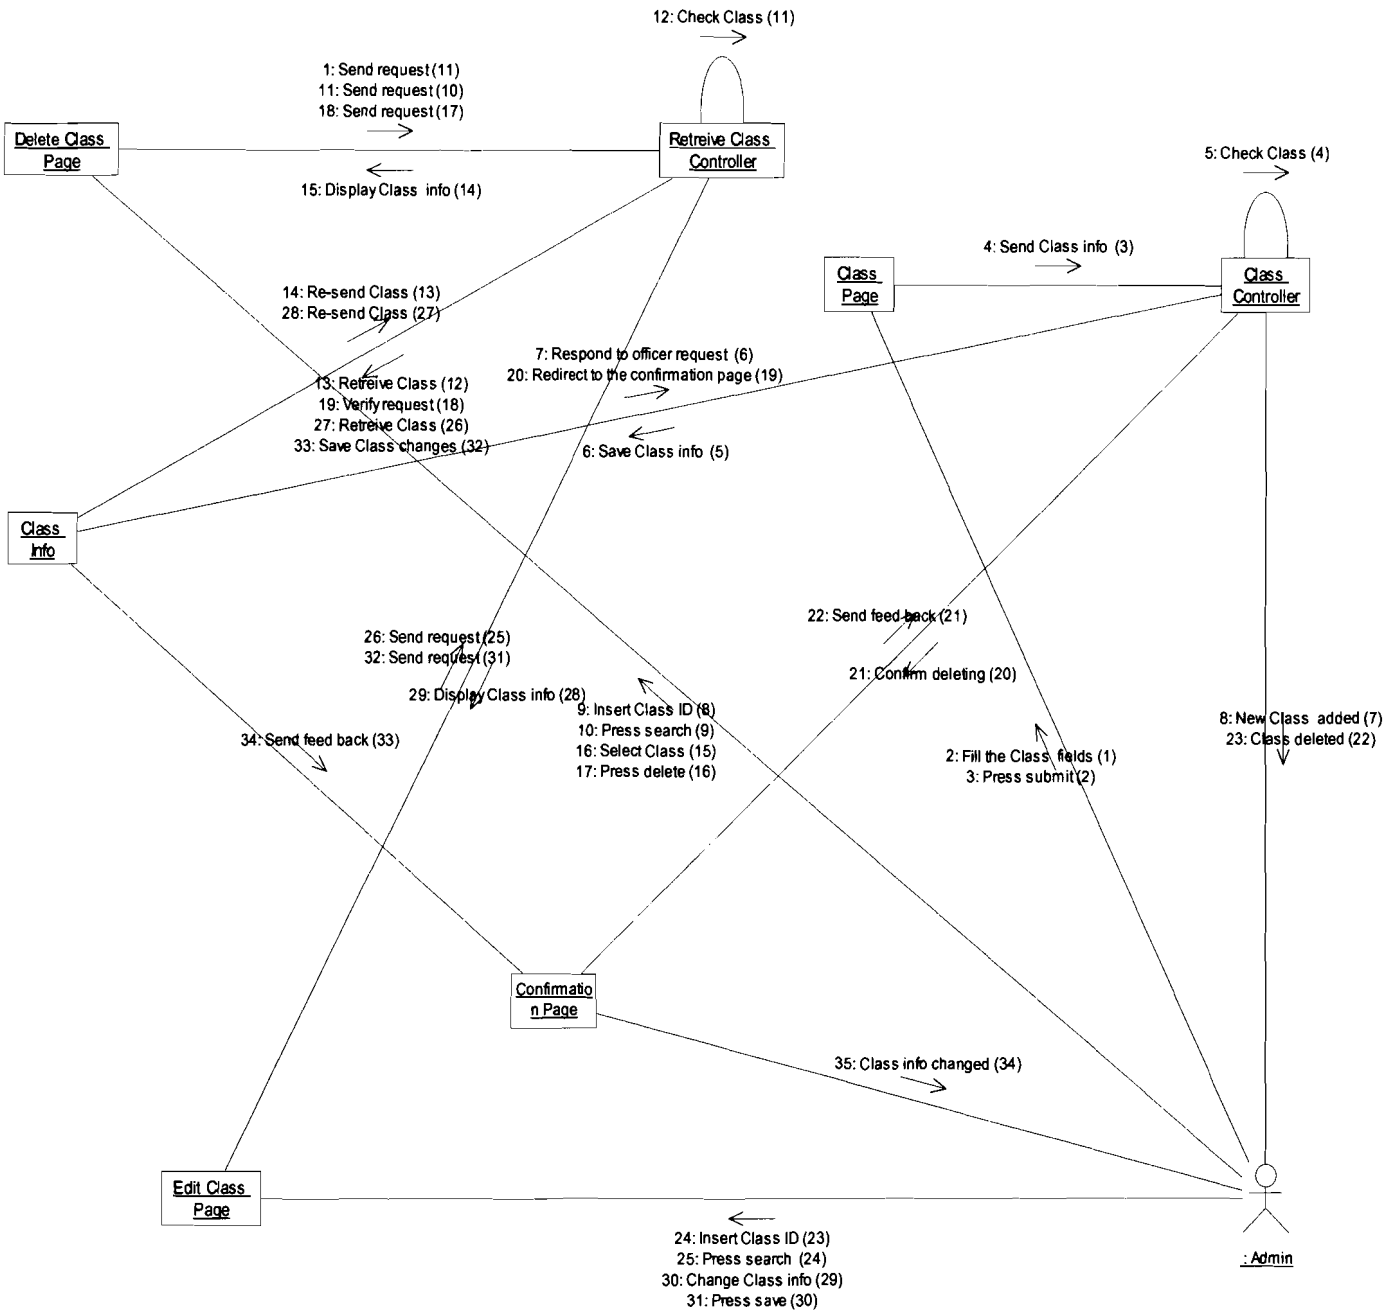 12: Check Class (11)
1: Send request (11)
11: Send request (10)
18: Send request (17)
Delete Class
Page
Retreive Class
Controller
15: Display Class info (14)
5: Check Class (4)
4: Send Class info (3)
Class
Page
Class
Controller
14: Re-send Class (13)
28: Re-send Class (27)
7: Respond to officer request (6)
20: Redirect to the confirmation page (19)
13: Retreive Class (12)
19: Verify request (18)
27: Retreive Class (26)
33: Save Class changes (32)
6: Save Class info (5)
Class
Info
22: Send feed back (21)
21: Confirm deleting (20)
26: Send request (25)
32: Send request (31)
29: Display Class info (28)
9: Insert Class ID (8)
10: Press search (9)
16: Select Class (15)
17: Press delete (16)
34: Send feed back (33)
8: New Class added (7)
23: Class deleted (22)
2: Fill the Class fields (1)
3: Press submit (2)
Confirmatio
n Page
35: Class info changed (34)
Edit Class
Page
24: Insert Class ID (23)
25: Press search (24)
30: Change Class info (29)
31: Press save (30)
: Admin